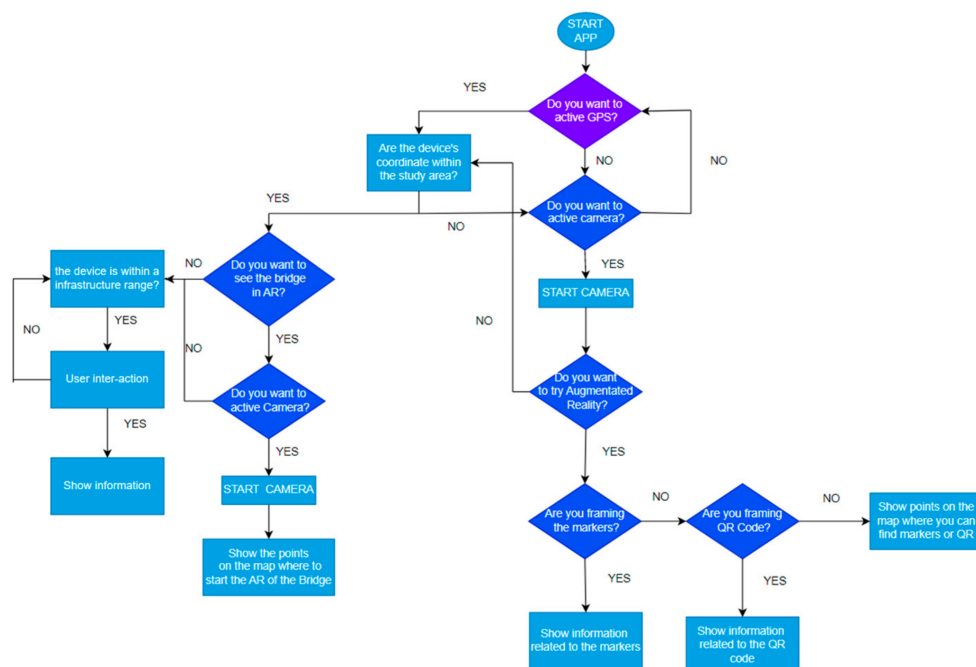 START
APP
YES
Do you want to
active GPS?
Are the device's
coordinate within
the study area?
NO
NO
YES
Do you want to
active camera?
NO
the device is within a
infrastructure range?
NO
Do you want to
see the bridge
in AR?
YES
START CAMERA
NO
YES
YES
NO
NO
User inter-action
Do you want to
active Camera?
Do you want
to try Augmentated
Reality?
YES
YES
YES
Show information
START CAMERA
Are you framing
the markers?
NO
Are you framing
QR Code?
NO
Show points on the
map where you can
find markers or QR
Show the points
on the map where to
start the AR of the Bridge
YES
YES
Show information
related to the markers
Show information
related to the QR
code